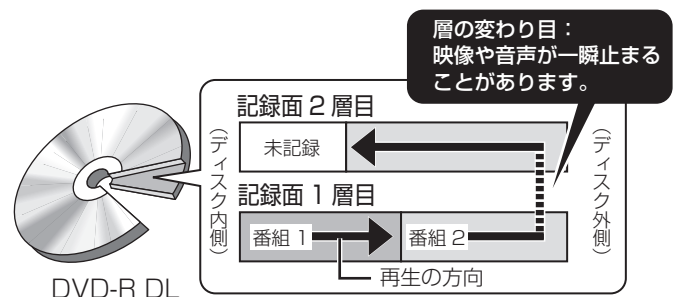 層の変わり目：
映像や音声が一瞬止まる
ことがあります。
記録面 2 層目
（ディスク内側）
未記録
（ディスク外側）
記録面 1 層目
番組 1
番組 2
再生の方向
DVD-R DL